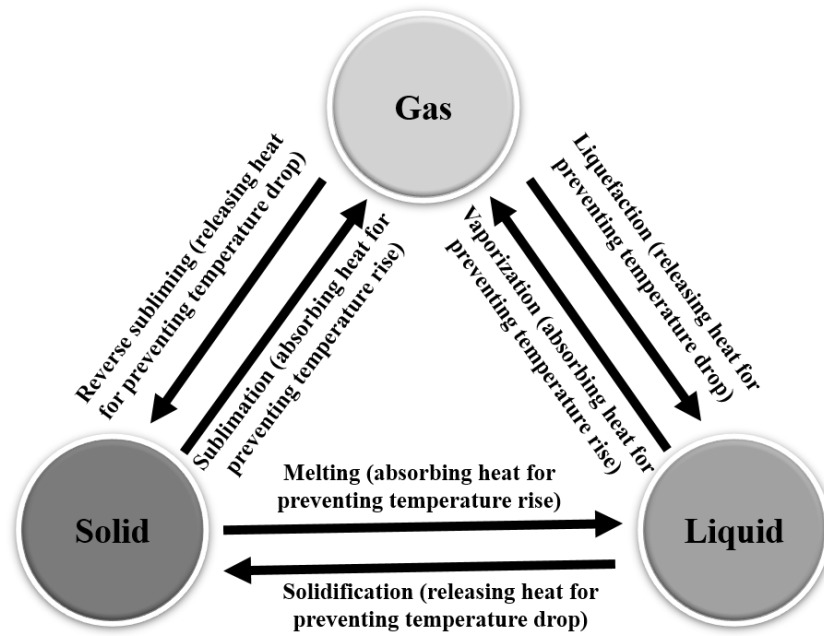 Gas
Reverse subliming (releasing heat
for preventing temperature drop)
Sublimation (absorbing heat for
preventing temperature rise)
Liquefaction (releasing heat for
preventing temperature drop)
Vaporization (absorbing heat for
preventing temperature rise)
Solid
Melting (absorbing heat for
preventing temperature rise)
Liquid
Solidification (releasing heat for
preventing temperature drop)